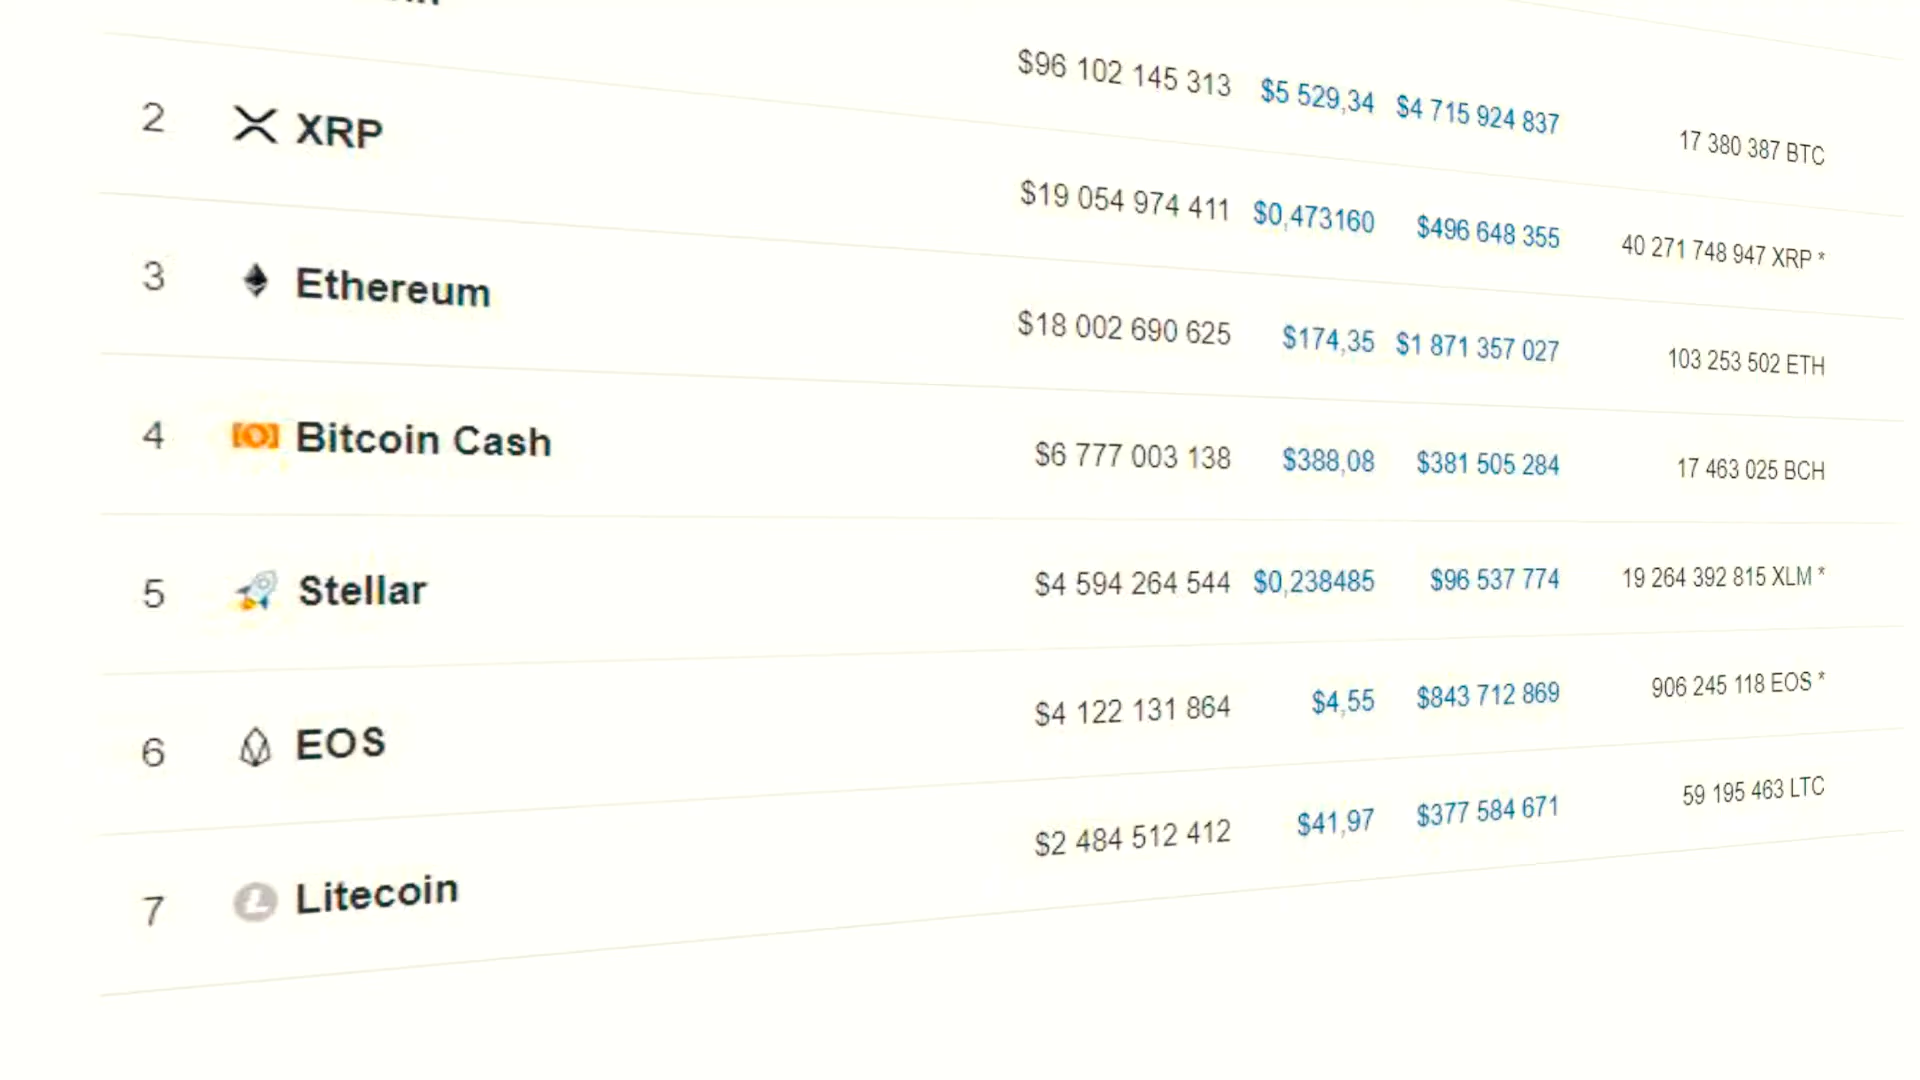 $96 102 145 313 $5 529,34 $4 715 924 837 17 380 387 BTC
2 XRP $19 054 974 411 $0,473160 $496 648 355 40 271 748 947 XRP *
3 Ethereum $18 002 690 625 $174,35 $1 871 357 027 103 253 502 ETH
4 Bitcoin Cash $6 777 003 138 $388,08 $381 505 284 17 463 025 BCH
5 Stellar $4 594 264 544 $0,238485 $96 537 774 19 264 392 815 XLM *
6 EOS $4 122 131 864 $4,55 $843 712 869 906 245 118 EOS *
7 Litecoin $2 484 512 412 $41,97 $377 584 671 59 195 463 LTC